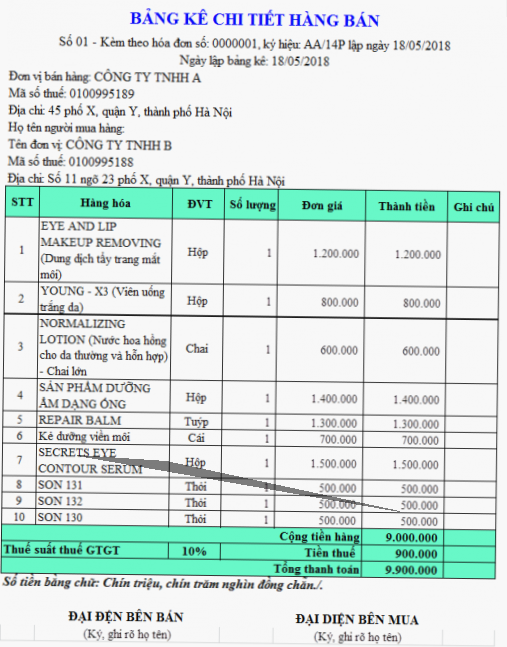 BẢNG KÊ CHI TIẾT HÀNG BÁN
Số 01 - Kèm theo hóa đơn số: 0000001, ký hiệu: AA/14P lập ngày 18/05/2018
Ngày lập bảng kê: 18/05/2018
Đơn vị bán hàng: CÔNG TY TNHH A
Mã số thuế: 0100995189
Địa chỉ: 45 phố X, quận Y, thành phố Hà Nội
Họ tên người mua hàng:
Tên đơn vị: CÔNG TY TNHH B
Mã số thuế: 0100995188
Địa chỉ: Số 11 ngõ 23 phố X, quận Y, thành phố Hà Nội
STT Hàng hóa ĐVT Số lượng Đơn giá Thành tiền Ghi chú
EYE AND LIP
MAKEUP REMOVING
1 (Dung dịch tẩy trang mắt Hộp 1 1.200.000 1.200.000
môi)
2 YOUNG - X3 (Viên uống Hộp 1 800.000 800.000
trắng da)
NORMALIZING
LOTION (Nước hoa hồng
3 cho da thường và hỗn hợp) Chai 1 600.000 600.000
- Chai lớn
4 SẢN PHẨM DƯỠNG Hộp 1 1.400.000 1.400.000
ẨM DẠNG ỐNG
5 REPAIR BALM Tuýp 1 1.300.000 1.300.000
6 Kẻ dưỡng viền môi Cái 1 700.000 700.000
7 SECRETS EYE Hộp 1 1.500.000 1.500.000
CONTOUR SERUM
8 SON 131 Thỏi 1 500.000 500.000
9 SON 132 Thỏi 1 500.000 500.000
10 SON 130 Thỏi 1 500.000 500.000
Cộng tiền hàng 9.000.000
Thuế suất thuế GTGT 10% Tiền thuế 900.000
Tổng thanh toán 9.900.000
Số tiền bằng chữ: Chín triệu, chín trăm nghìn đồng chẵn./.
ĐẠI ĐỆN BÊN BÁN ĐẠI DIỆN BÊN MUA
(Ký, ghi rõ họ tên) (Ký, ghi rõ họ tên)